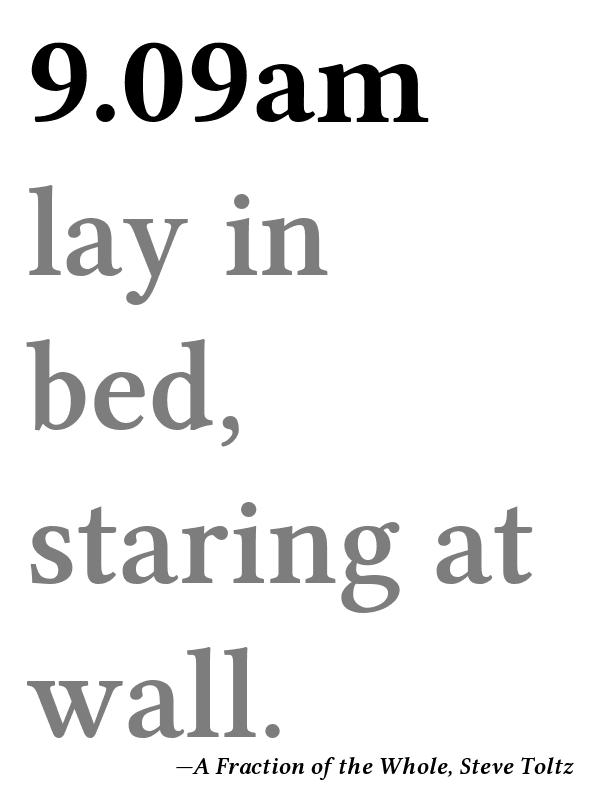 9.09am
lay in
bed,
staring at
wall.
—A Fraction of the Whole, Steve Toltz